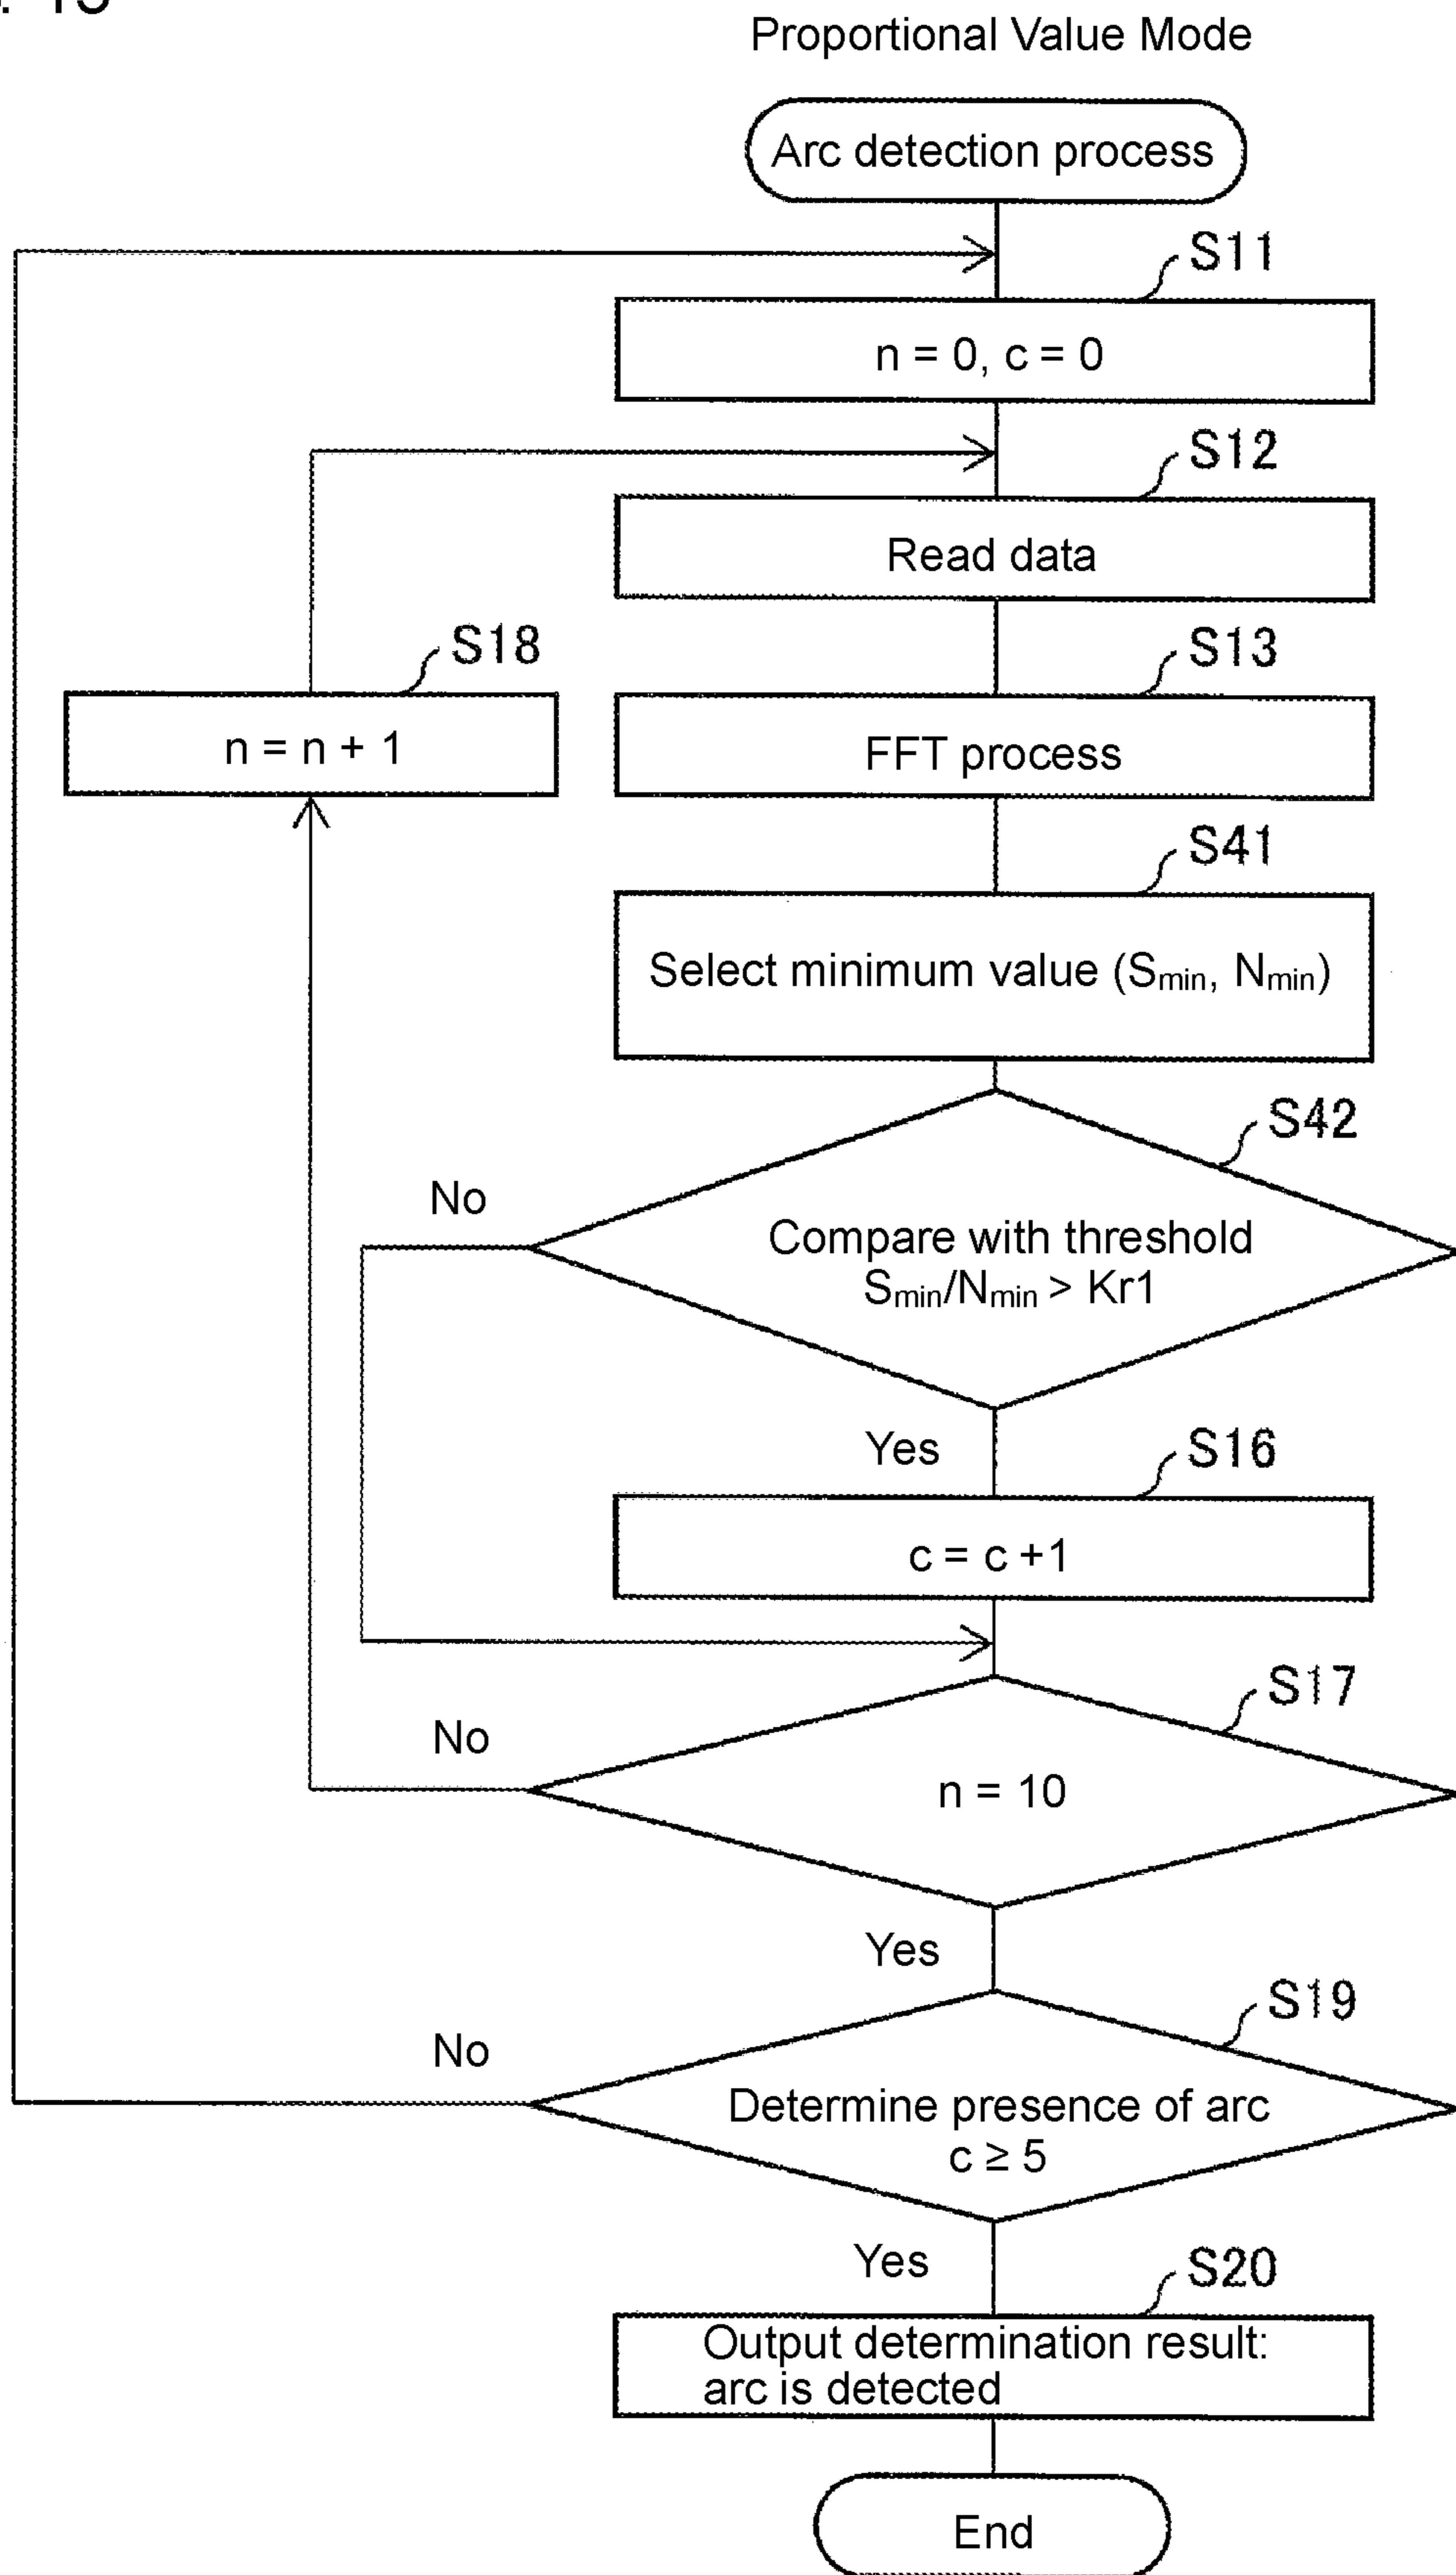 . 13
Proportional Value Mode
Arc detection process
S11
n = 0, c = 0
S12
Read data
S18
n = n + 1
S13
FFT process
S41
Select minimum value (Smin, Nmin)
S42
No
Compare with threshold
Smin/Nmin > Kr1
Yes
S16
c = c +1
S17
No
n = 10
Yes
S19
No
Determine presence of arc
c ≥ 5
Yes
S20
Output determination result:
arc is detected
End